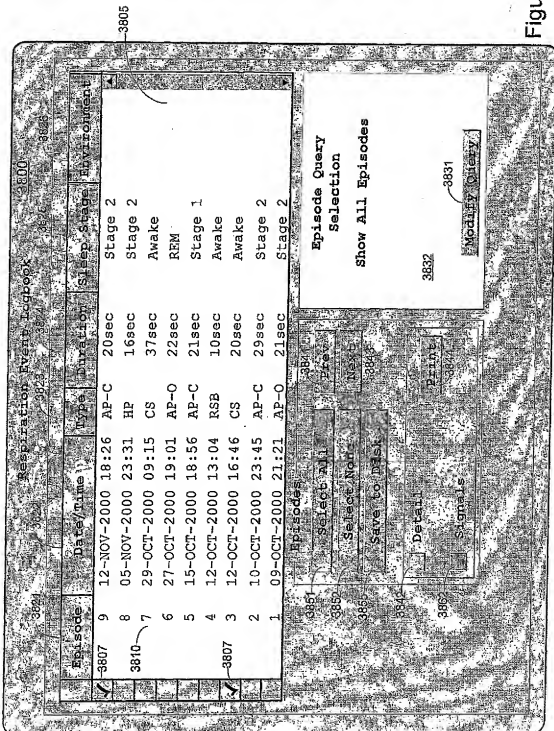 Respiration Event Logbook
3800
3821 3822 3823 3824
Episode Date/Time Type Duration Sleep Stage Environment
3805
3807
3810
3807
9 12-NOV-2000 18:26 AP-C 20sec Stage 2
8 05-NOV-2000 23:31 HP 16sec Stage 2
7 29-OCT-2000 09:15 CS 37sec Awake
6 27-OCT-2000 19:01 AP-O 22sec REM
5 15-OCT-2000 18:56 AP-C 21sec Stage 1
4 12-OCT-2000 13:04 RSB 10sec Awake
3 12-OCT-2000 16:46 CS 20sec Awake
2 10-OCT-2000 23:45 AP-C 29sec Stage 2
1 09-OCT-2000 21:21 AP-O 21sec Stage 2
Episodes
3851 Select All Prev
3852 Select None Next
Save to Disk
Detail Print
Signals
Episode Query
Selection
Show All Episodes
3832
3831
Modify Query
Figu